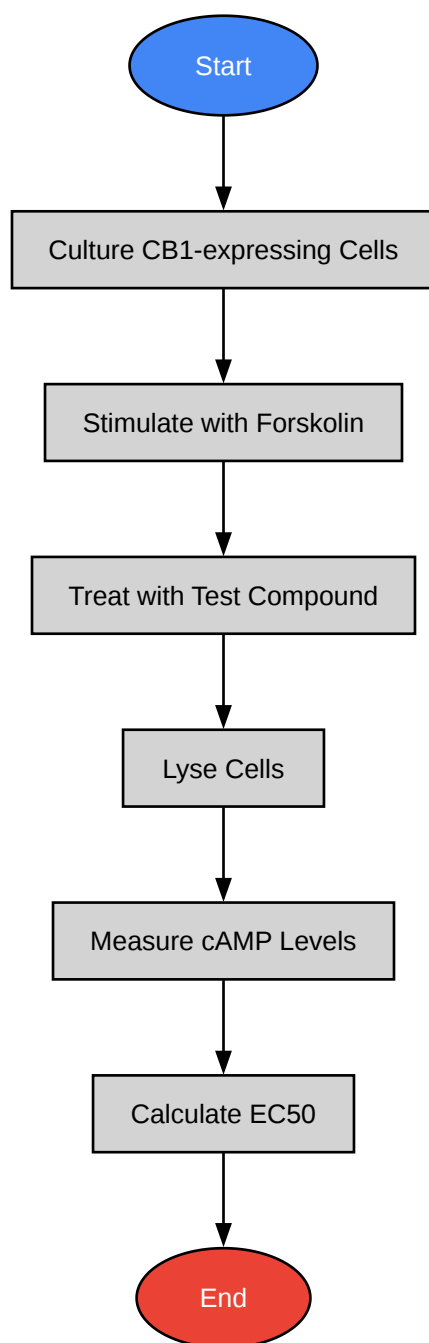 Start
Culture CB1-expressing Cells
Stimulate with Forskolin
Treat with Test Compound
Lyse Cells
Measure cAMP Levels
Calculate EC50
End